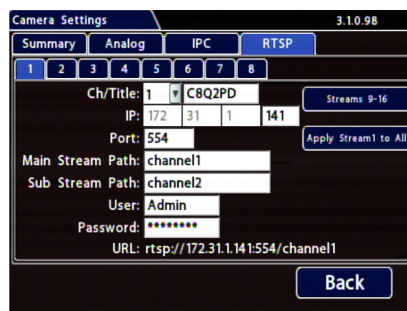 Camera Settings 3.1.0.98
Summary Analog IPC RTSP
1 2 3 4 5 6 7 8
Ch/Title: 1 C8Q2PD Streams 9-16
IP: 172 31 1 141
Port: 554 Apply Stream1 to All
Main Stream Path: channel1
Sub Stream Path: channel2
User: Admin
Password: ********
URL: rtsp://172.31.1.141:554/channel1
Back